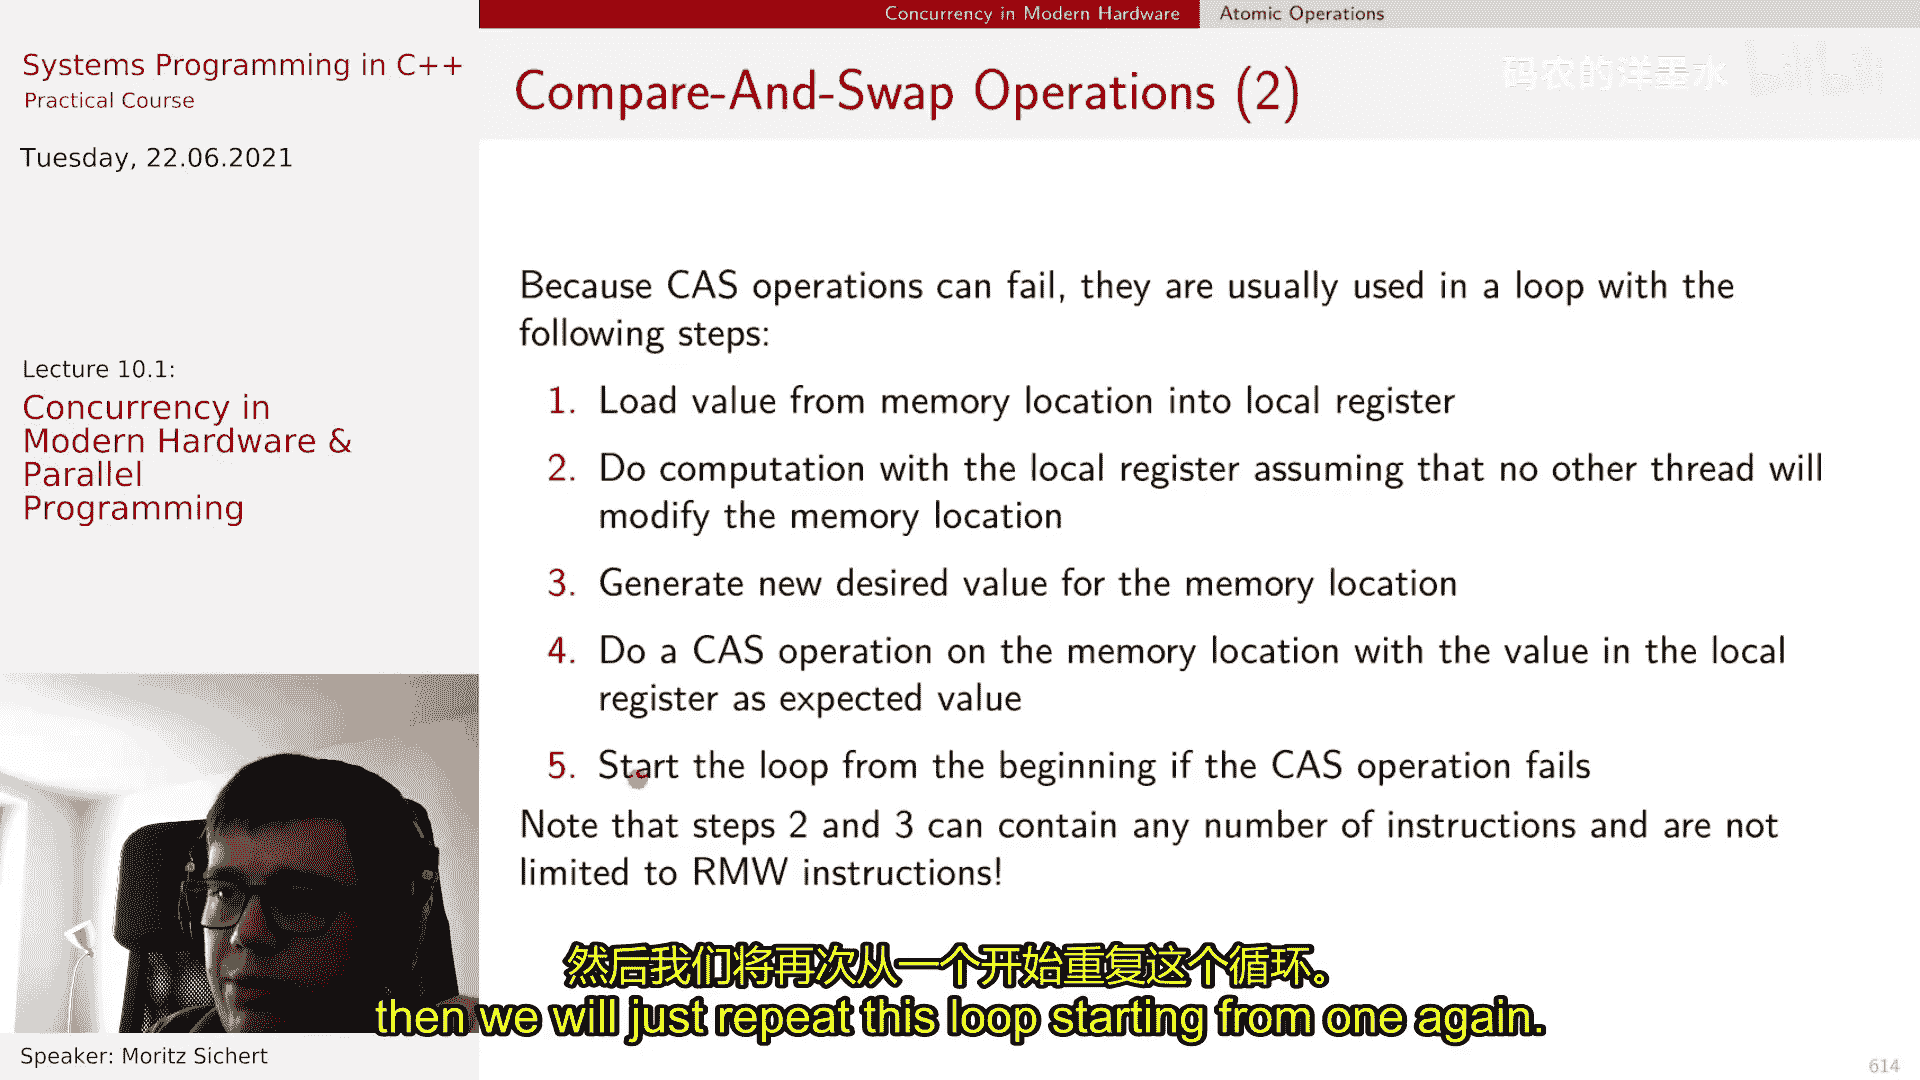 Concurrency in Modern Hardware
Atomic Operations
Systems Programming in C++
Practical Course
Tuesday, 22.06.2021
Lecture 10.1:
Concurrency in
Modern Hardware &
Parallel
Programming
Speaker: Moritz Sichert
Compare-And-Swap Operations (2)
码农的洋墨水
Because CAS operations can fail, they are usually used in a loop with the
following steps:
1. Load value from memory location into local register
2. Do computation with the local register assuming that no other thread will
modify the memory location
3. Generate new desired value for the memory location
4. Do a CAS operation on the memory location with the value in the local
register as expected value
5. Start the loop from the beginning if the CAS operation fails
Note that steps 2 and 3 can contain any number of instructions and are not
limited to RMW instructions!
然后我们将再次从一个开始重复这个循环。
then we will just repeat this loop starting from one again.
614